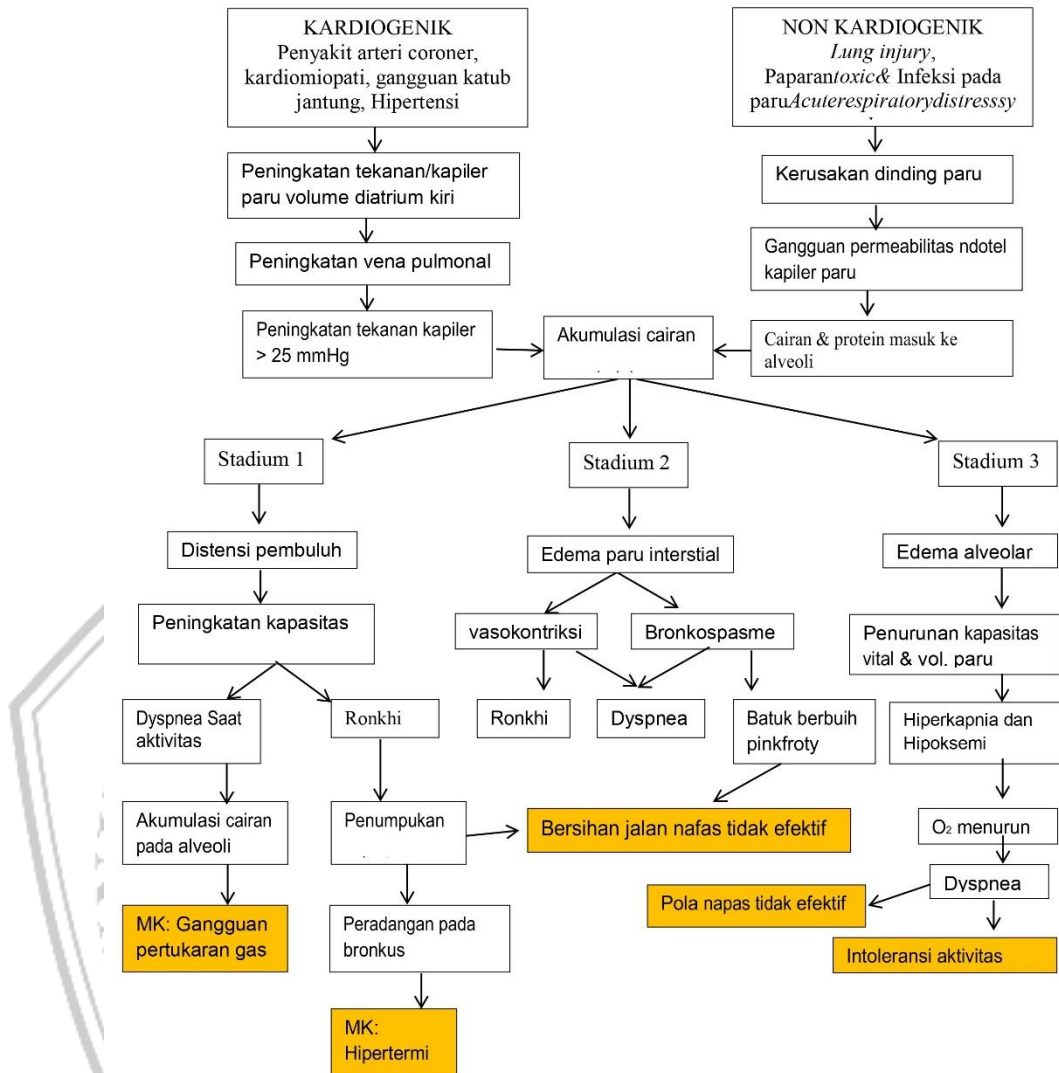 KARDIOGENIK
Penyakit arteri coroner,
kardiomiopati, gangguan katub
jantung, Hipertensi
NON KARDIOGENIK
Lung injury,
Paparantoxic& Infeksi pada
paruAcuterespiratorydistresssy
Peningkatan tekanan/kapiler
paru volume diatrium kiri
Kerusakan dinding paru
Peningkatan vena pulmonal
Gangguan permeabilitas ndotel
kapiler paru
Peningkatan tekanan kapiler
> 25 mmHg
Akumulasi cairan
Cairan & protein masuk ke
alveoli
Stadium 1
Stadium 2
Stadium 3
Distensi pembuluh
Edema paru interstial
Edema alveolar
Peningkatan kapasitas
vasokontriksi
Bronkospasme
Penurunan kapasitas
vital & vol. paru
Dyspnea Saat
aktivitas
Ronkhi
Ronkhi
Dyspnea
Batuk berbuih
pinkfroty
Hiperkapnia dan
Hipoksemi
Akumulasi cairan
pada alveoli
Penumpukan
Bersihan jalan nafas tidak efektif
O2 menurun
Dyspnea
MK: Gangguan
pertukaran gas
Peradangan pada
bronkus
Pola napas tidak efektif
Intoleransi aktivitas
MK:
Hipertermi